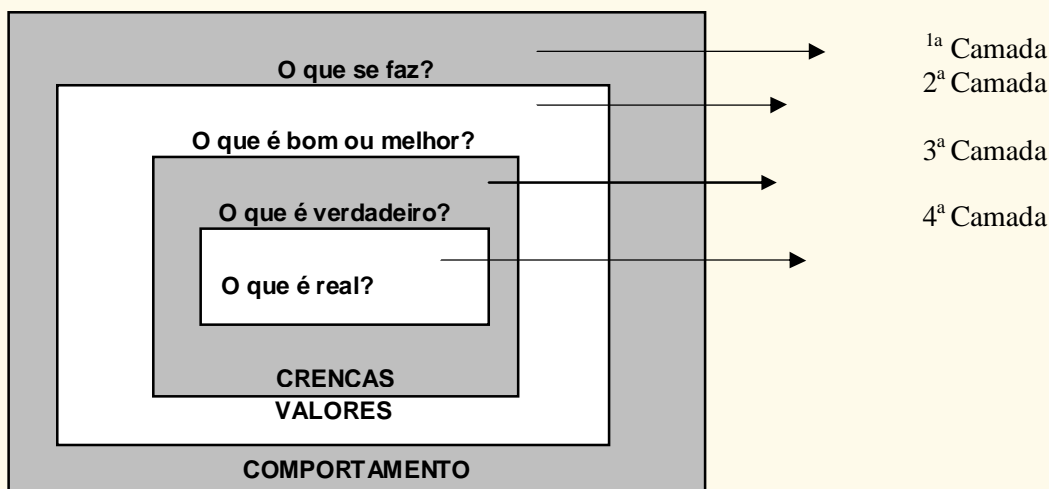 1a Camada
O que se faz?
2a Camada
O que é bom ou melhor?
3a Camada
O que é verdadeiro?
4a Camada
O que é real?
CRENCAS
VALORES
COMPORTAMENTO